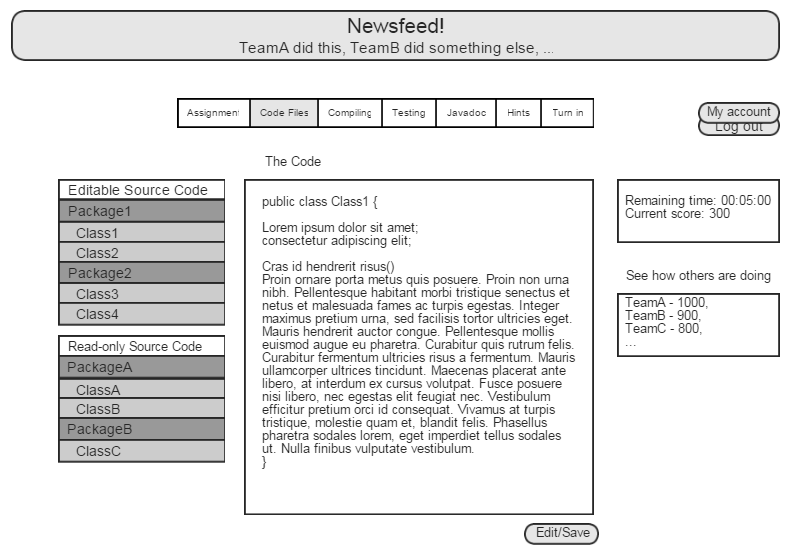 Newsfeed!
TeamA did this, TeamB did something else, ...
Assignment
Code Files
Compiling
Testing
Javadoc
Hints
Turn in
My account
Log out
The Code
Editable Source Code
Package1
Class1
Class2
Package2
Class3
Class4
Read-only Source Code
PackageA
ClassA
ClassB
PackageB
ClassC
public class Class1 {
Lorem ipsum dolor sit amet;
consectetur adipiscing elit;
Cras id hendrerit risus()
Proin ornare porta metus quis posuere. Proin non urna
nibh. Pellentesque habitant morbi tristique senectus et
netus et malesuada fames ac turpis egestas. Integer
maximus pretium urna, sed facilisis tortor ultricies eget.
Mauris hendrerit auctor congue. Pellentesque mollis
euismod augue eu pharetra. Curabitur quis rutrum felis.
Curabitur fermentum ultricies risus a fermentum. Mauris
ullamcorper ultrices tincidunt. Maecenas placerat ante
libero, at interdum ex cursus volutpat. Fusce posuere
nisi libero, nec egestas elit feugiat nec. Vestibulum
efficitur pretium orci id consequat. Vivamus at turpis
tristique, molestie quam et, blandit felis. Phasellus
pharetra sodales lorem, eget imperdiet tellus sodales
ut. Nulla finibus vulputate vestibulum.
}
Edit/Save
Remaining time: 00:05:00
Current score: 300
See how others are doing
TeamA - 1000,
TeamB - 900,
TeamC - 800,
...